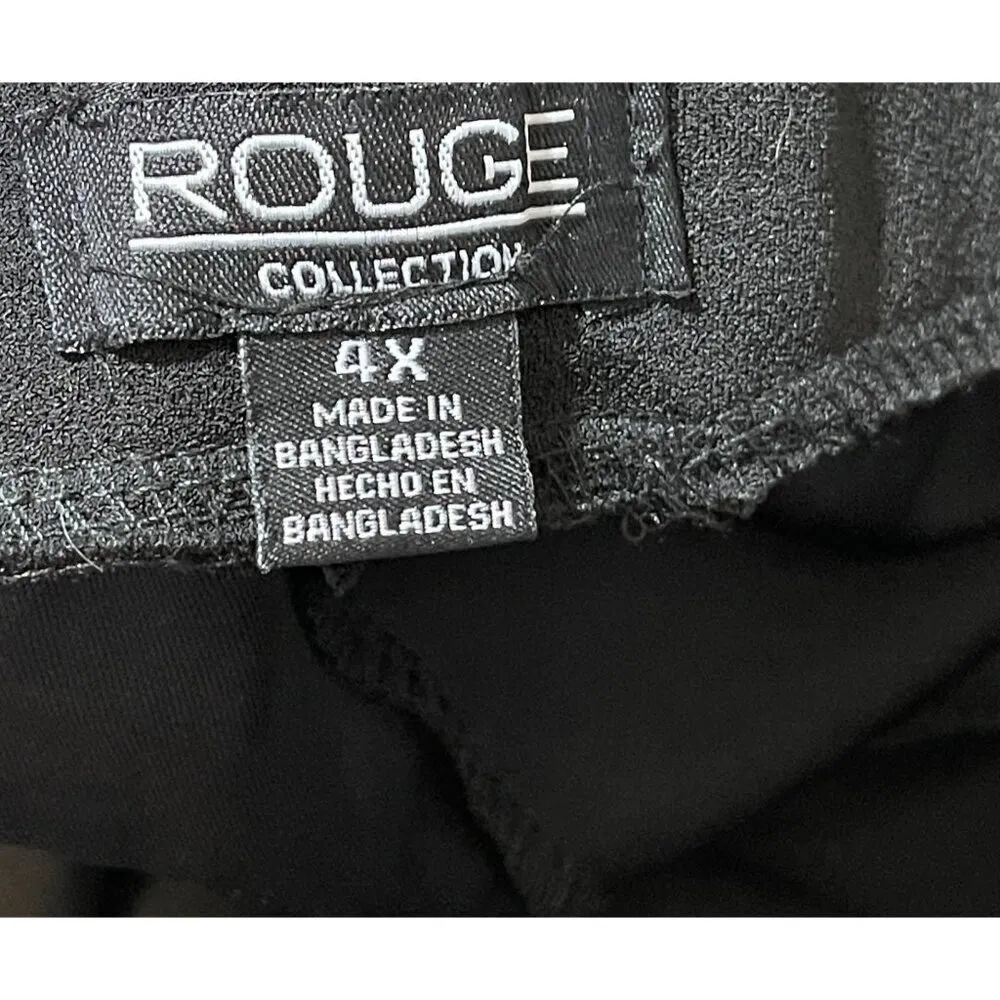 ROUGE
COLLECTION
4X
MADE IN
BANGLADESH
HECHO EN
BANGLADESH